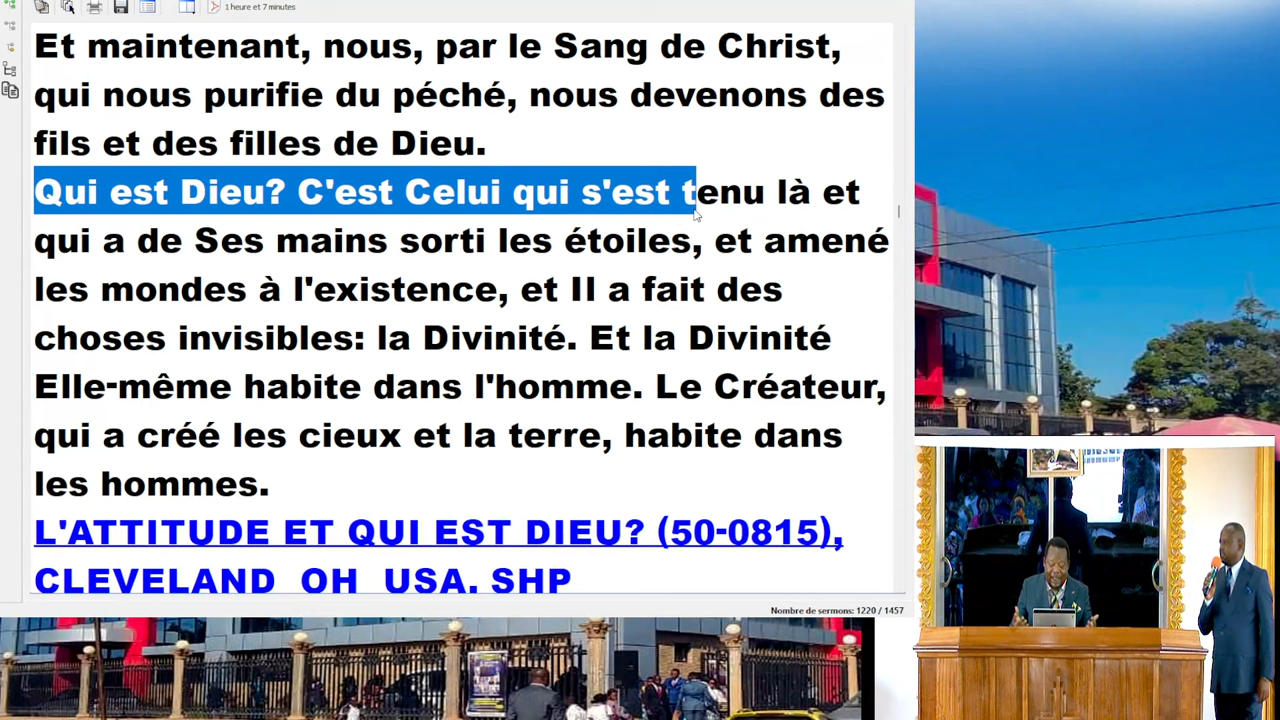 1 heure et 7 minutes
Et maintenant, nous, par le Sang de Christ,
qui nous purifie du péché, nous devenons des
fils et des filles de Dieu.
Qui est Dieu? C'est Celui qui s'est tenu là et
qui a de Ses mains sorti les étoiles, et amené
les mondes à l'existence, et Il a fait des
choses invisibles: la Divinité. Et la Divinité
Elle-même habite dans l'homme. Le Créateur,
qui a créé les cieux et la terre, habite dans
les hommes.
L'ATTITUDE ET QUI EST DIEU? (50-0815),
CLEVELAND OH USA. SHP
Nombre de sermons: 1220 / 1457